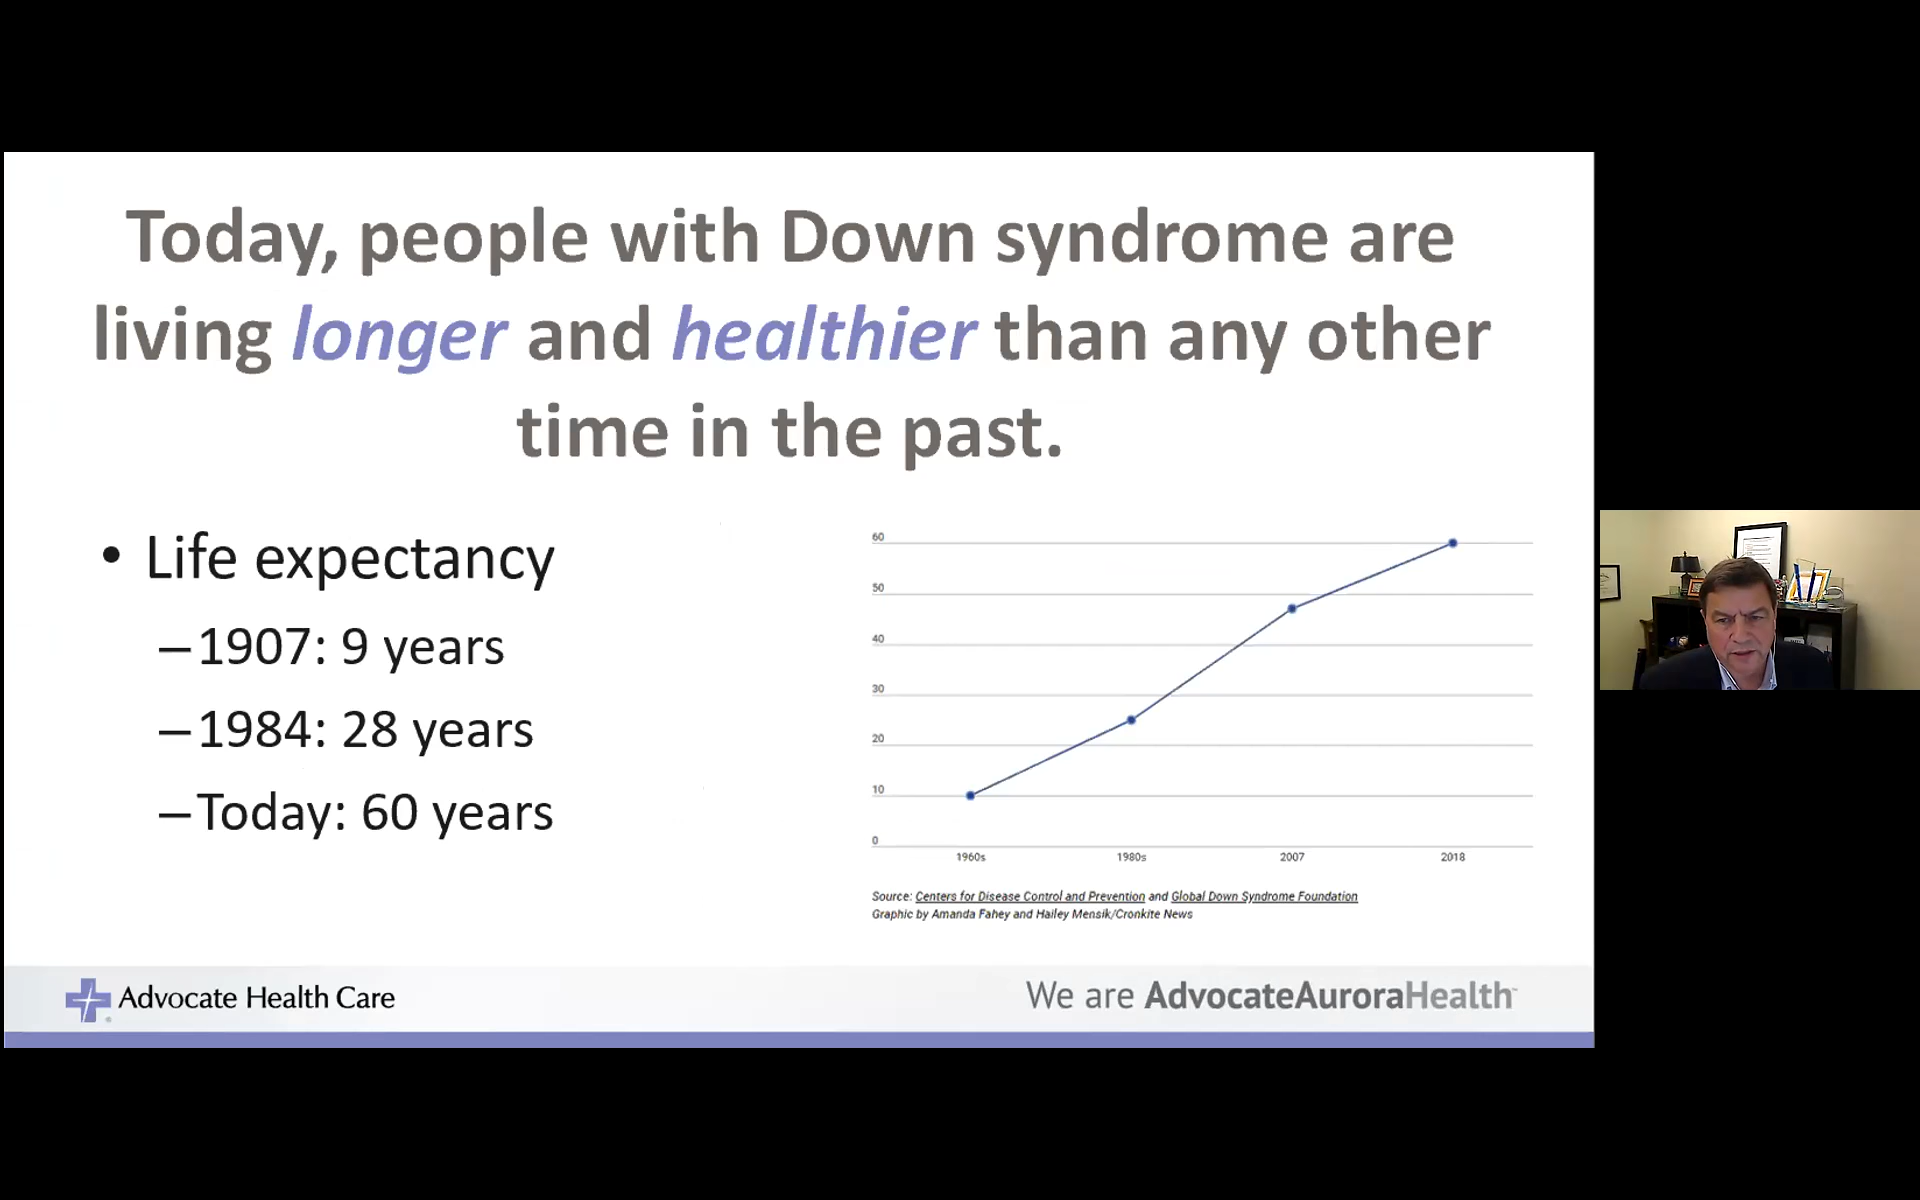 Today, people with Down syndrome are
living longer and healthier than any other
time in the past.
• Life expectancy
–1907: 9 years
–1984: 28 years
–Today: 60 years
60
50
40
30
20
10
0
1960s 1980s 2007 2018
Source: Centers for Disease Control and Prevention and Global Down Syndrome Foundation
Graphic by Amanda Fahey and Hailey Mensik/Cronkite News
Advocate Health Care
We are AdvocateAuroraHealth™